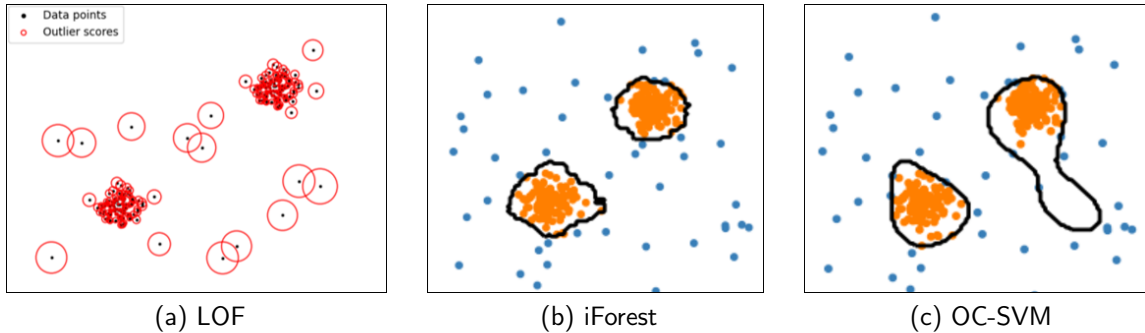 Data points
Outlier scores
(a) LOF
(b) iForest
(c) OC-SVM